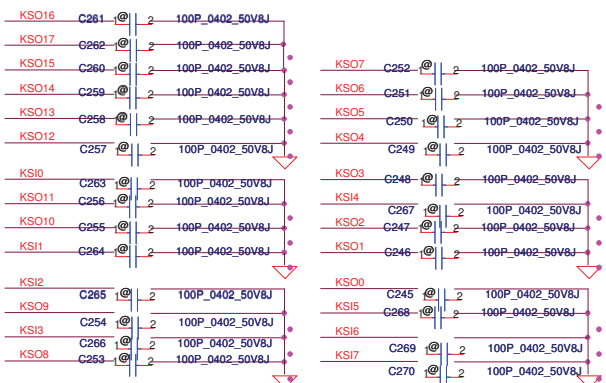 KSO16 C261 1 @ 2 100P_0402_50V8J
KSO17 C262 1 @ 2 100P_0402_50V8J
KSO15 C260 1 @ 2 100P_0402_50V8J
KSO14 C259 1 @ 2 100P_0402_50V8J
KSO13 C258 1 @ 2 100P_0402_50V8J
KSO12 C257 1 @ 2 100P_0402_50V8J
KSI0 C263 1 @ 2 100P_0402_50V8J
KSO11 C256 1 @ 2 100P_0402_50V8J
KSO10 C255 1 @ 2 100P_0402_50V8J
KSI1 C264 1 @ 2 100P_0402_50V8J
KSI2 C265 1 @ 2 100P_0402_50V8J
KSO9 C254 1 @ 2 100P_0402_50V8J
KSI3 C266 1 @ 2 100P_0402_50V8J
KSO8 C253 1 @ 2 100P_0402_50V8J
KSO7 C252 1 @ 2 100P_0402_50V8J
KSO6 C251 1 @ 2 100P_0402_50V8J
KSO5 C250 1 @ 2 100P_0402_50V8J
KSO4 C249 1 @ 2 100P_0402_50V8J
KSO3 C248 1 @ 2 100P_0402_50V8J
KSI4 C267 1 @ 2 100P_0402_50V8J
KSO2 C247 1 @ 2 100P_0402_50V8J
KSO1 C246 1 @ 2 100P_0402_50V8J
KSO0 C245 1 @ 2 100P_0402_50V8J
KSI5 C268 1 @ 2 100P_0402_50V8J
KSI6 C269 1 @ 2 100P_0402_50V8J
KSI7 C270 1 @ 2 100P_0402_50V8J